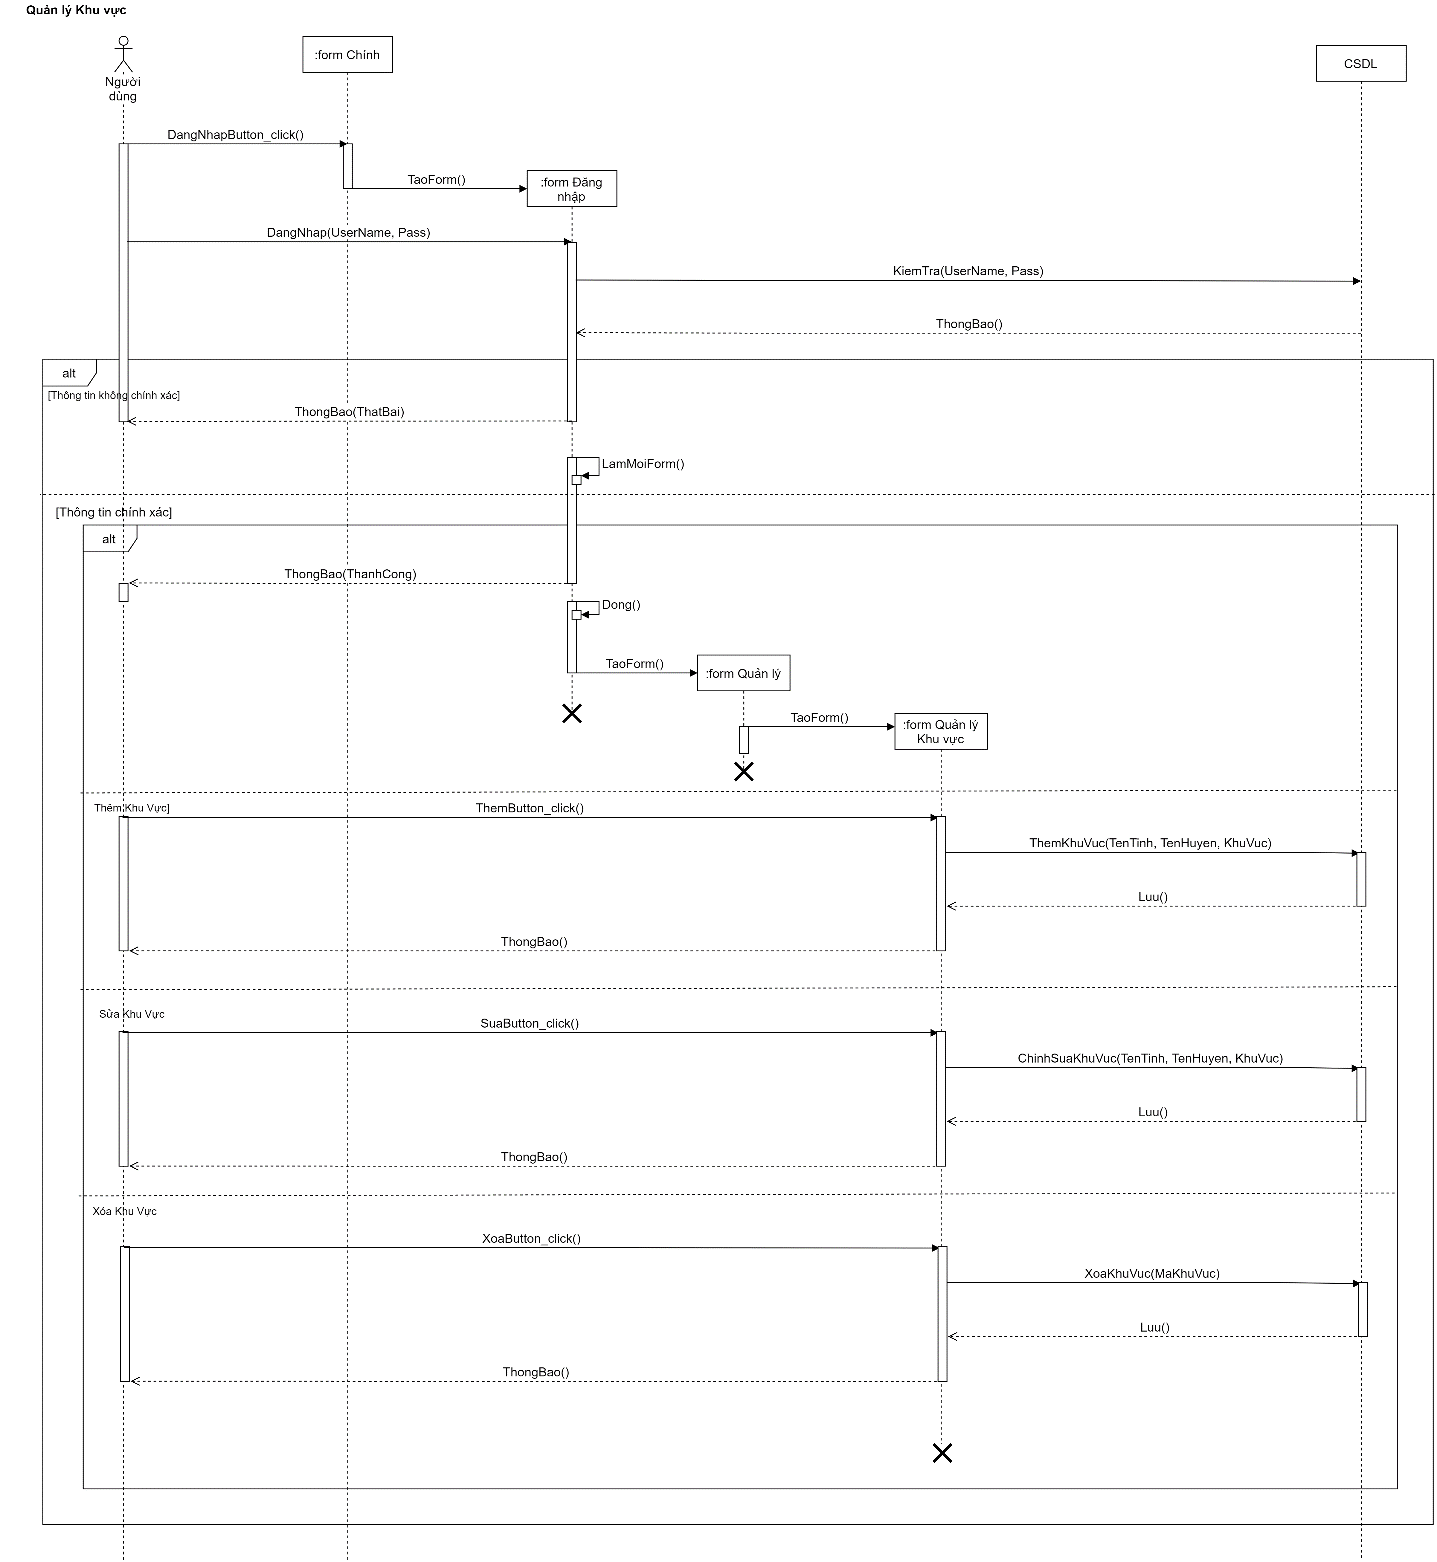 Quản lý Khu vực
:form Chính
CSDL
Người
dùng
DangNhapButton_click()
TaoForm()
:form Đăng
nhập
DangNhap(UserName, Pass)
KiemTra(UserName, Pass)
ThongBao()
alt
[Thông tin không chính xác]
ThongBao(ThatBai)
LamMoiForm()
[Thông tin chính xác]
alt
ThongBao(ThanhCong)
Dong()
TaoForm()
:form Quản lý
TaoForm()
:form Quản lý
Khu vực
Thêm Khu Vực]
ThemButton_click()
ThemKhuVuc(TenTinh, TenHuyen, KhuVuc)
Luu()
ThongBao()
Sửa Khu Vực
SuaButton_click()
ChinhSuaKhuVuc(TenTinh, TenHuyen, KhuVuc)
Luu()
ThongBao()
Xóa Khu Vực
XoaButton_click()
XoaKhuVuc(MaKhuVuc)
Luu()
ThongBao()